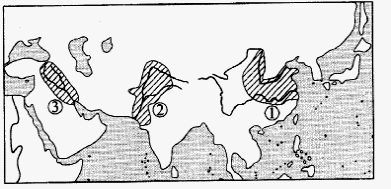 ③ ② ①